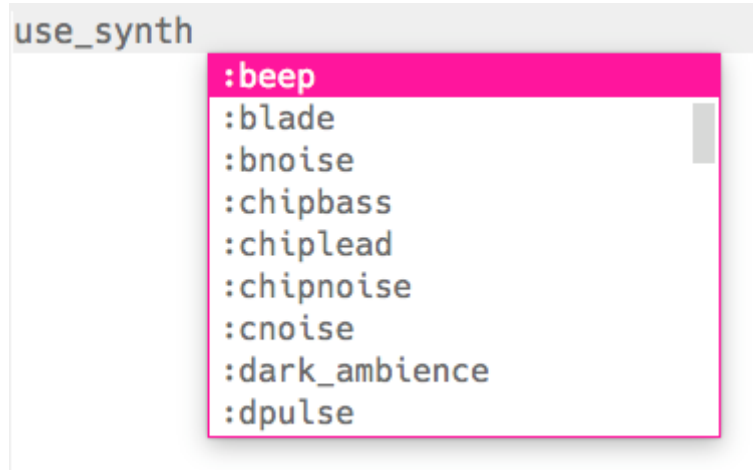 use_synth
:beep
:blade
:bnoise
:chipbass
:chiplead
:chipnoise
:cnoise
:dark_ambience
:dpulse